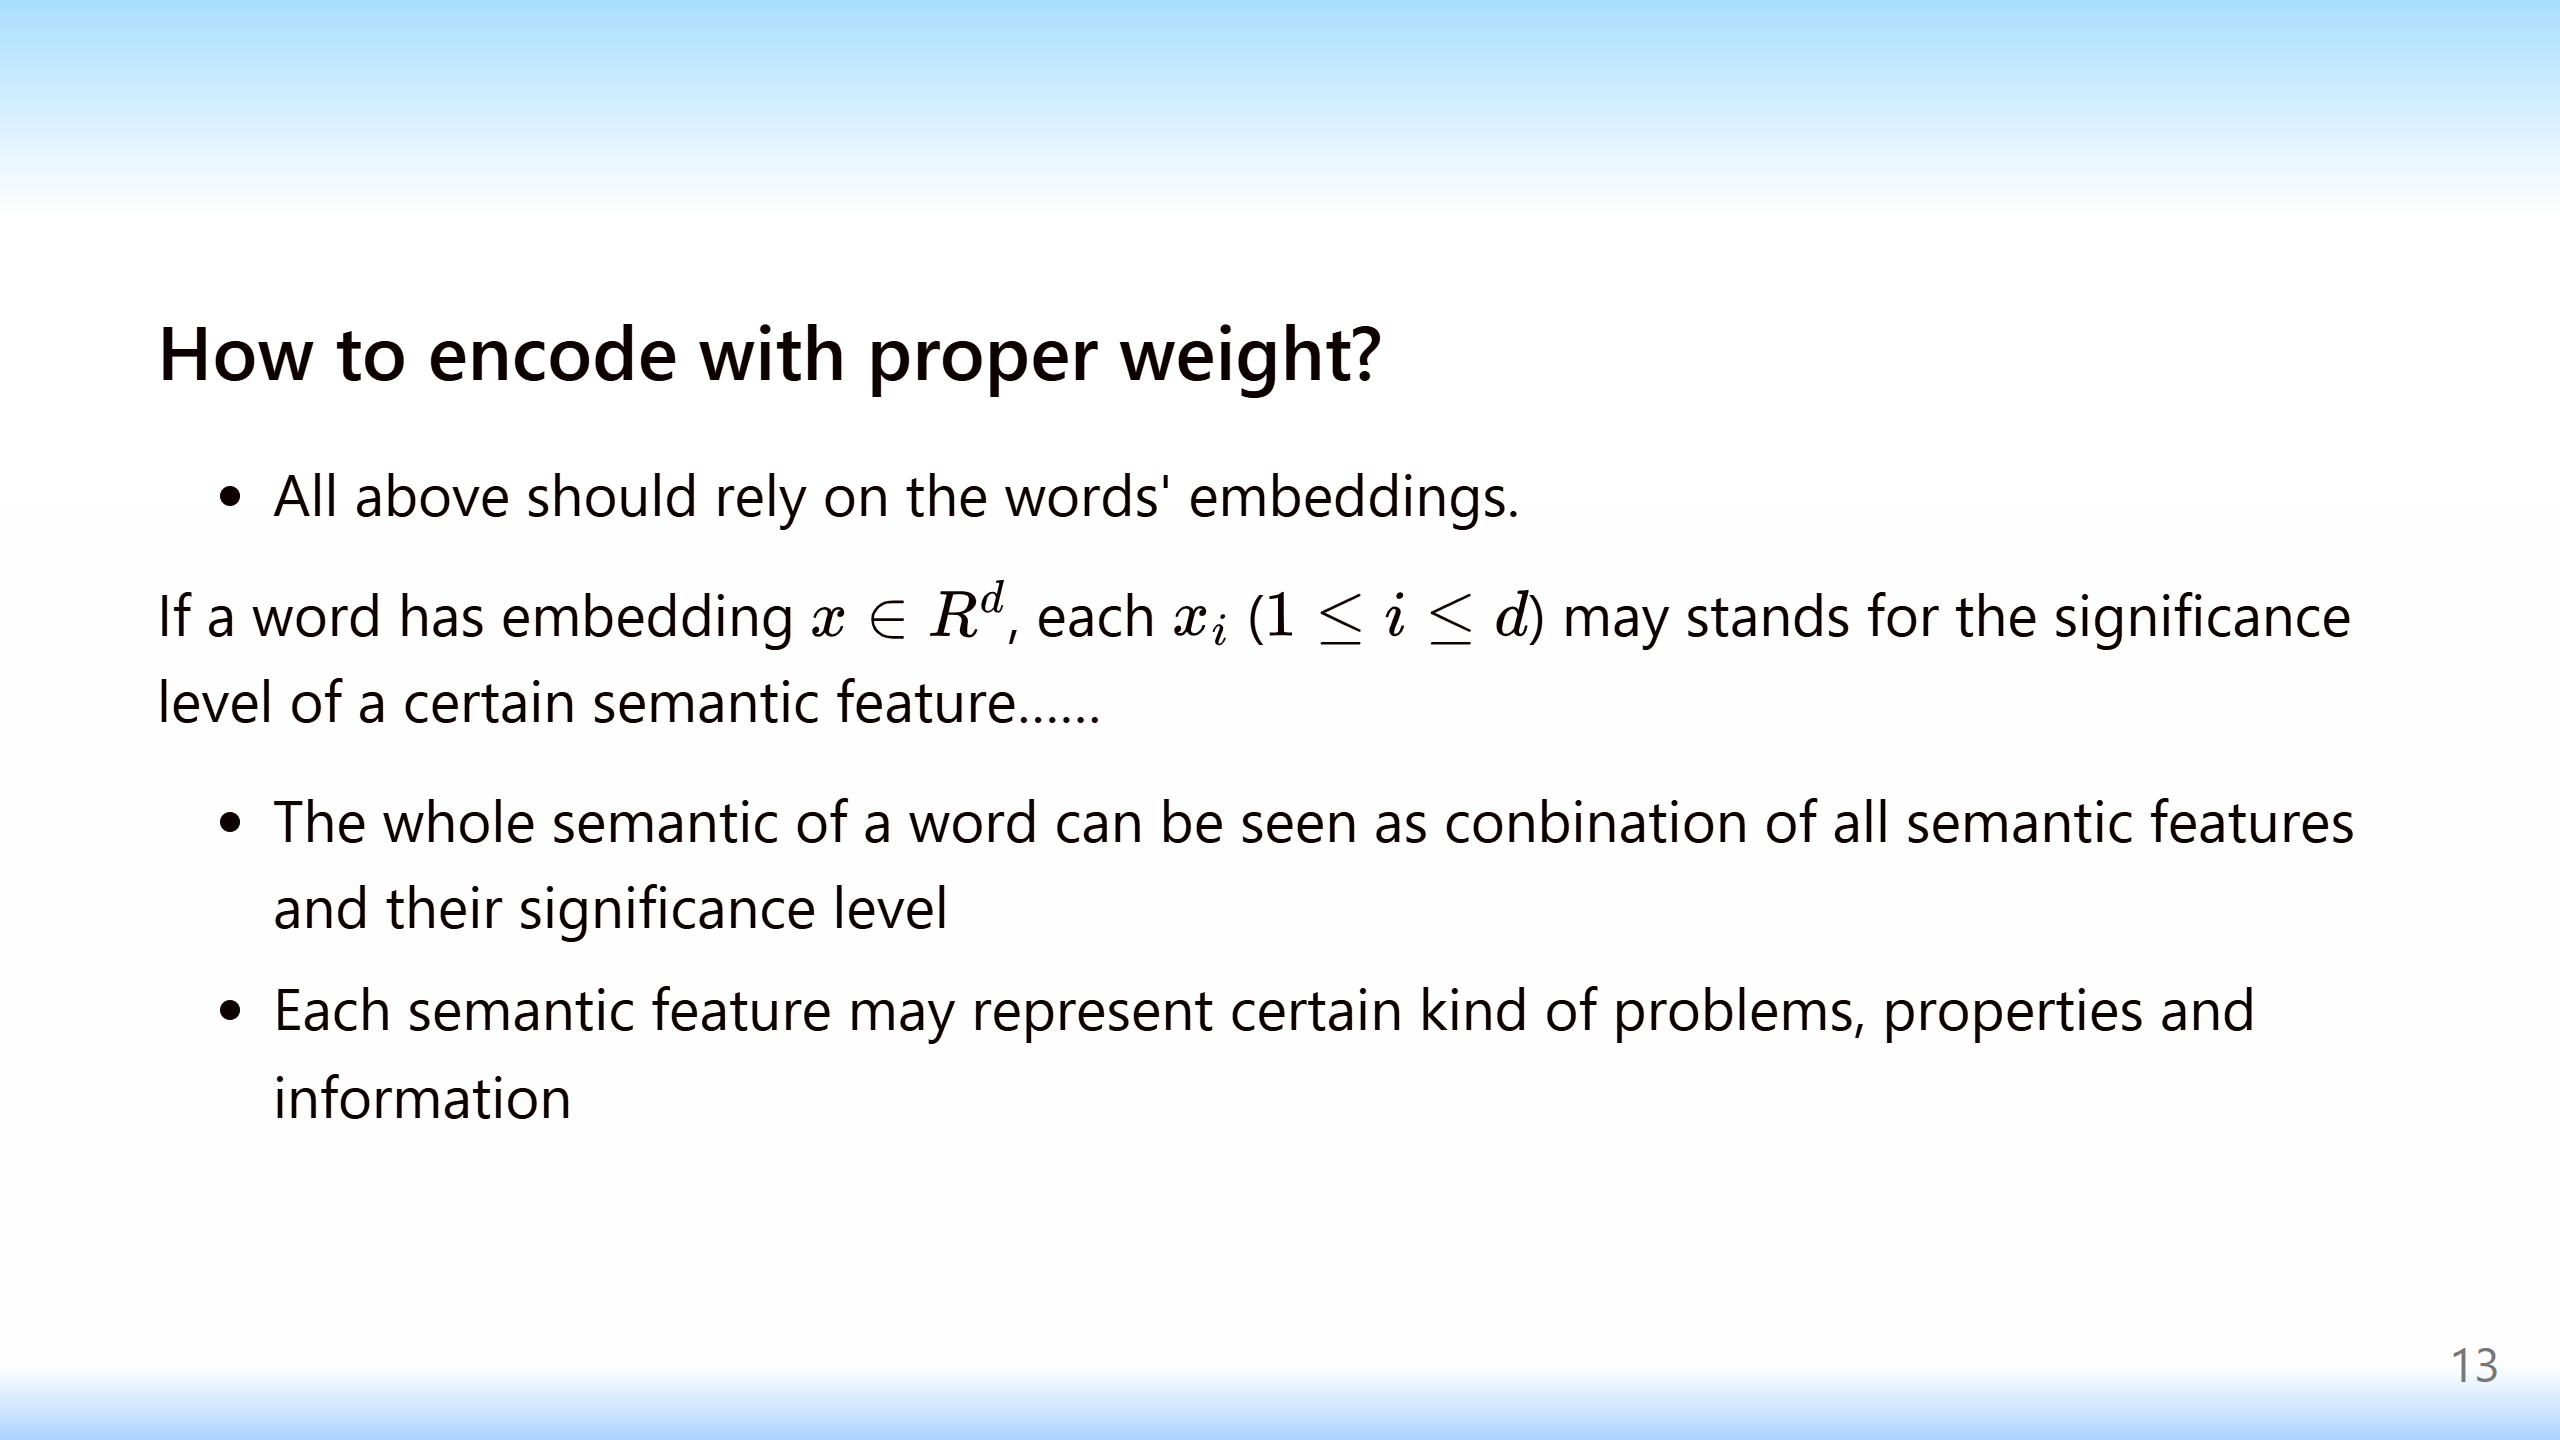 How to encode with proper weight?
• All above should rely on the words' embeddings.
If a word has embedding $x \in R^d$, each $x_i$ ($1 \leq i \leq d$) may stands for the significance
level of a certain semantic feature......
• The whole semantic of a word can be seen as conbination of all semantic features
and their significance level
• Each semantic feature may represent certain kind of problems, properties and
information
13